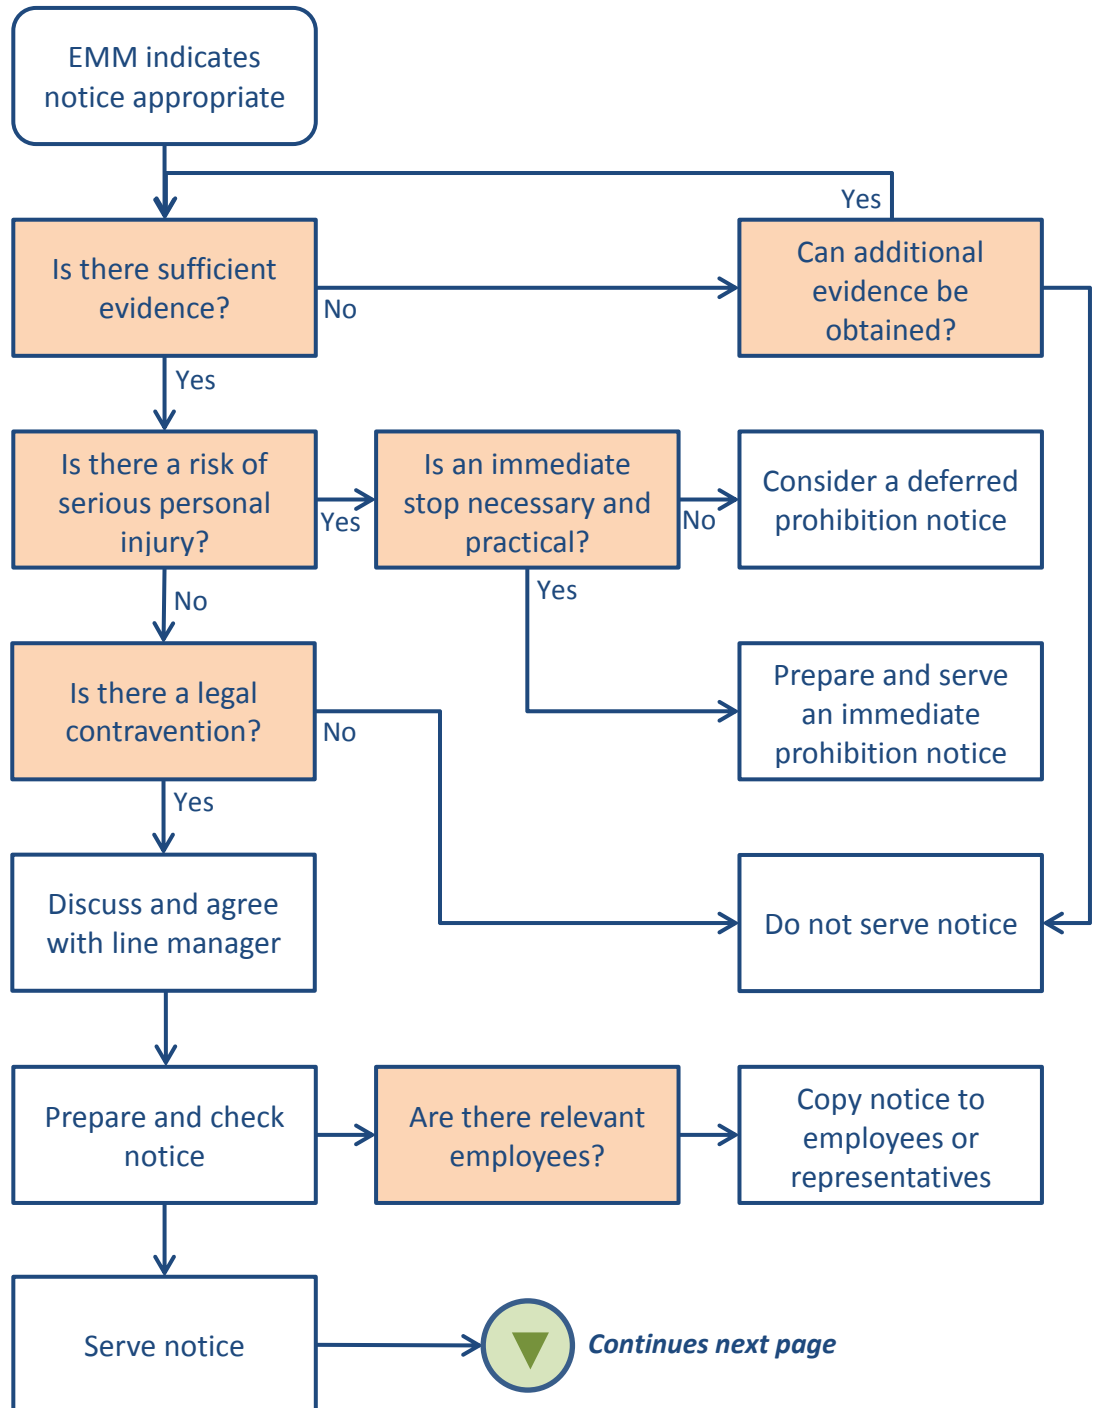 EMM indicates
notice appropriate
Yes
Is there sufficient
evidence?
No
Can additional
evidence be
obtained?
Yes
Is there a risk of
serious personal
injury?
Yes
Is an immediate
stop necessary and
practical?
No
Consider a deferred
prohibition notice
No
Yes
Is there a legal
contravention?
No
Prepare and serve
an immediate
prohibition notice
Yes
Discuss and agree
with line manager
Do not serve notice
Prepare and check
notice
Are there relevant
employees?
Copy notice to
employees or
representatives
Serve notice
Continues next page